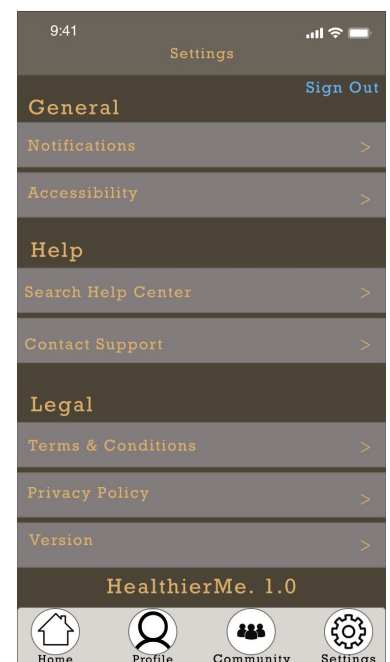 9:41
Settings
Sign Out
General
Notifications >
Accessibility >
Help
Search Help Center >
Contact Support >
Legal
Terms & Conditions >
Privacy Policy >
Version >
HealthierMe. 1.0
Home Profile Community Settings